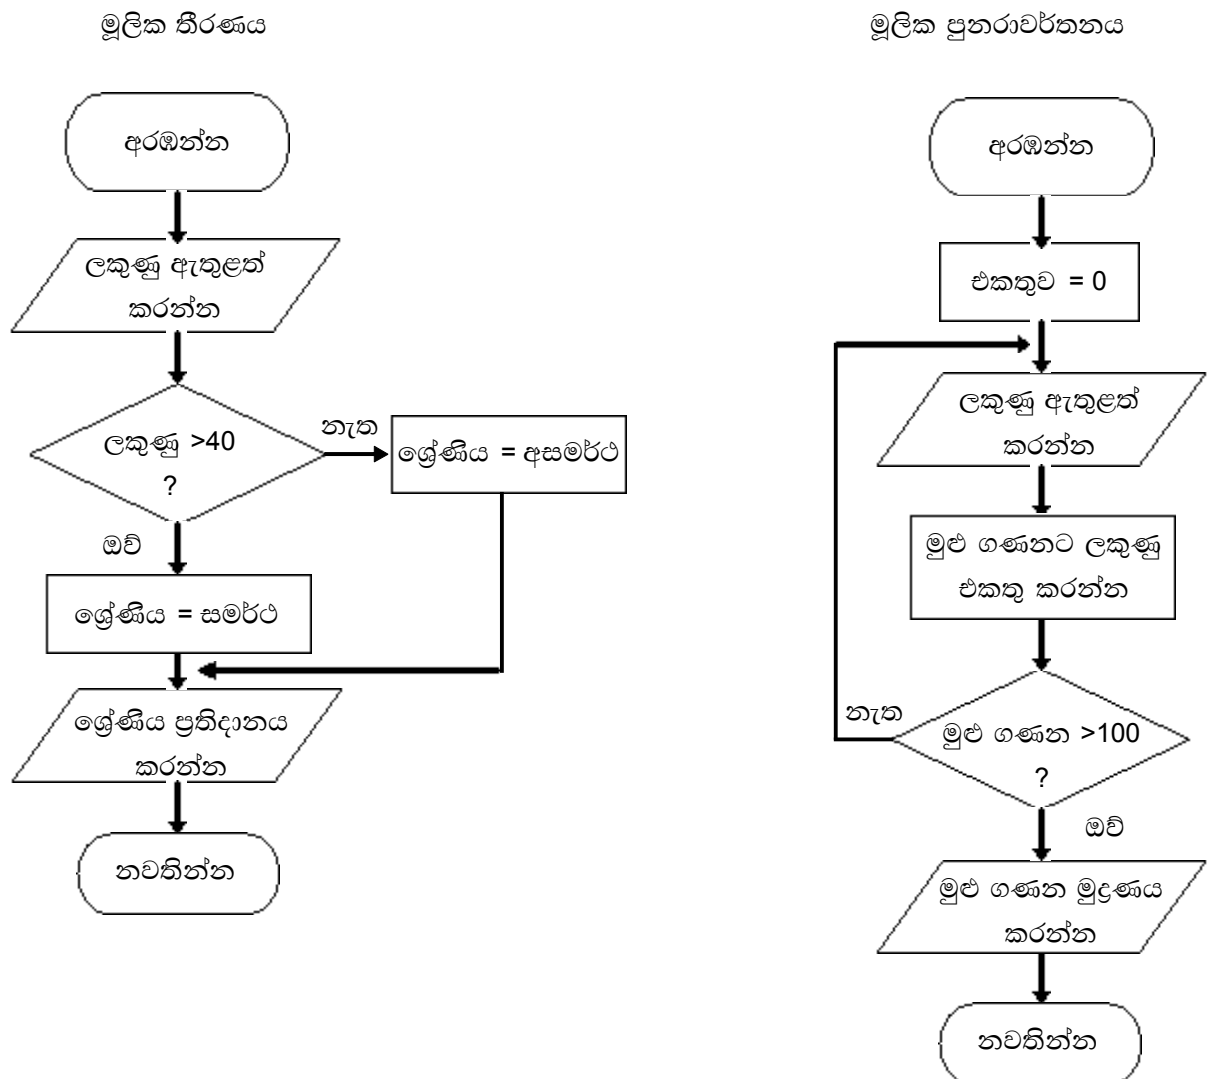 මූලික තීරණය
අරඹන්න
ලකුණු ඇතුළත්
කරන්න
ලකුණු >40
?
නැත
ශ්‍රේණිය = අසමර්ථ
ඔව්
ශ්‍රේණිය = සමර්ථ
ශ්‍රේණිය ප්‍රතිදානය
කරන්න
නවතින්න
මූලික පුනරාවර්තනය
අරඹන්න
එකතුව = 0
ලකුණු ඇතුළත්
කරන්න
මුළු ගණනට ලකුණු
එකතු කරන්න
නැත
මුළු ගණන >100
?
ඔව්
මුළු ගණන මුද්‍රණය
කරන්න
නවතින්න